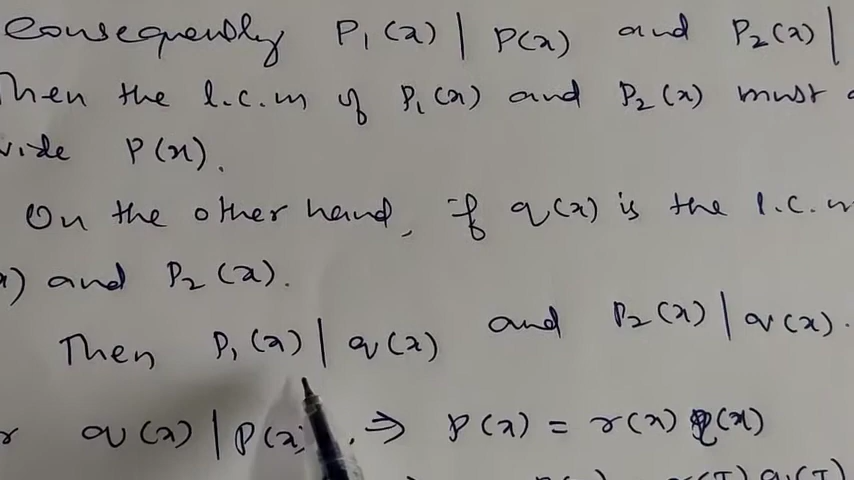 Consequently P₁(x) | P(x) and P₂(x) |
Then the l.c.m of P₁(x) and P₂(x) must
vide P(x).
On the other hand, if q(x) is the l.c.m
x) and P₂(x).
Then P₁(x) | q(x) and P₂(x) | q(x).
r q(x) | P(x) . ⇒ P(x) = r(x) q(x)